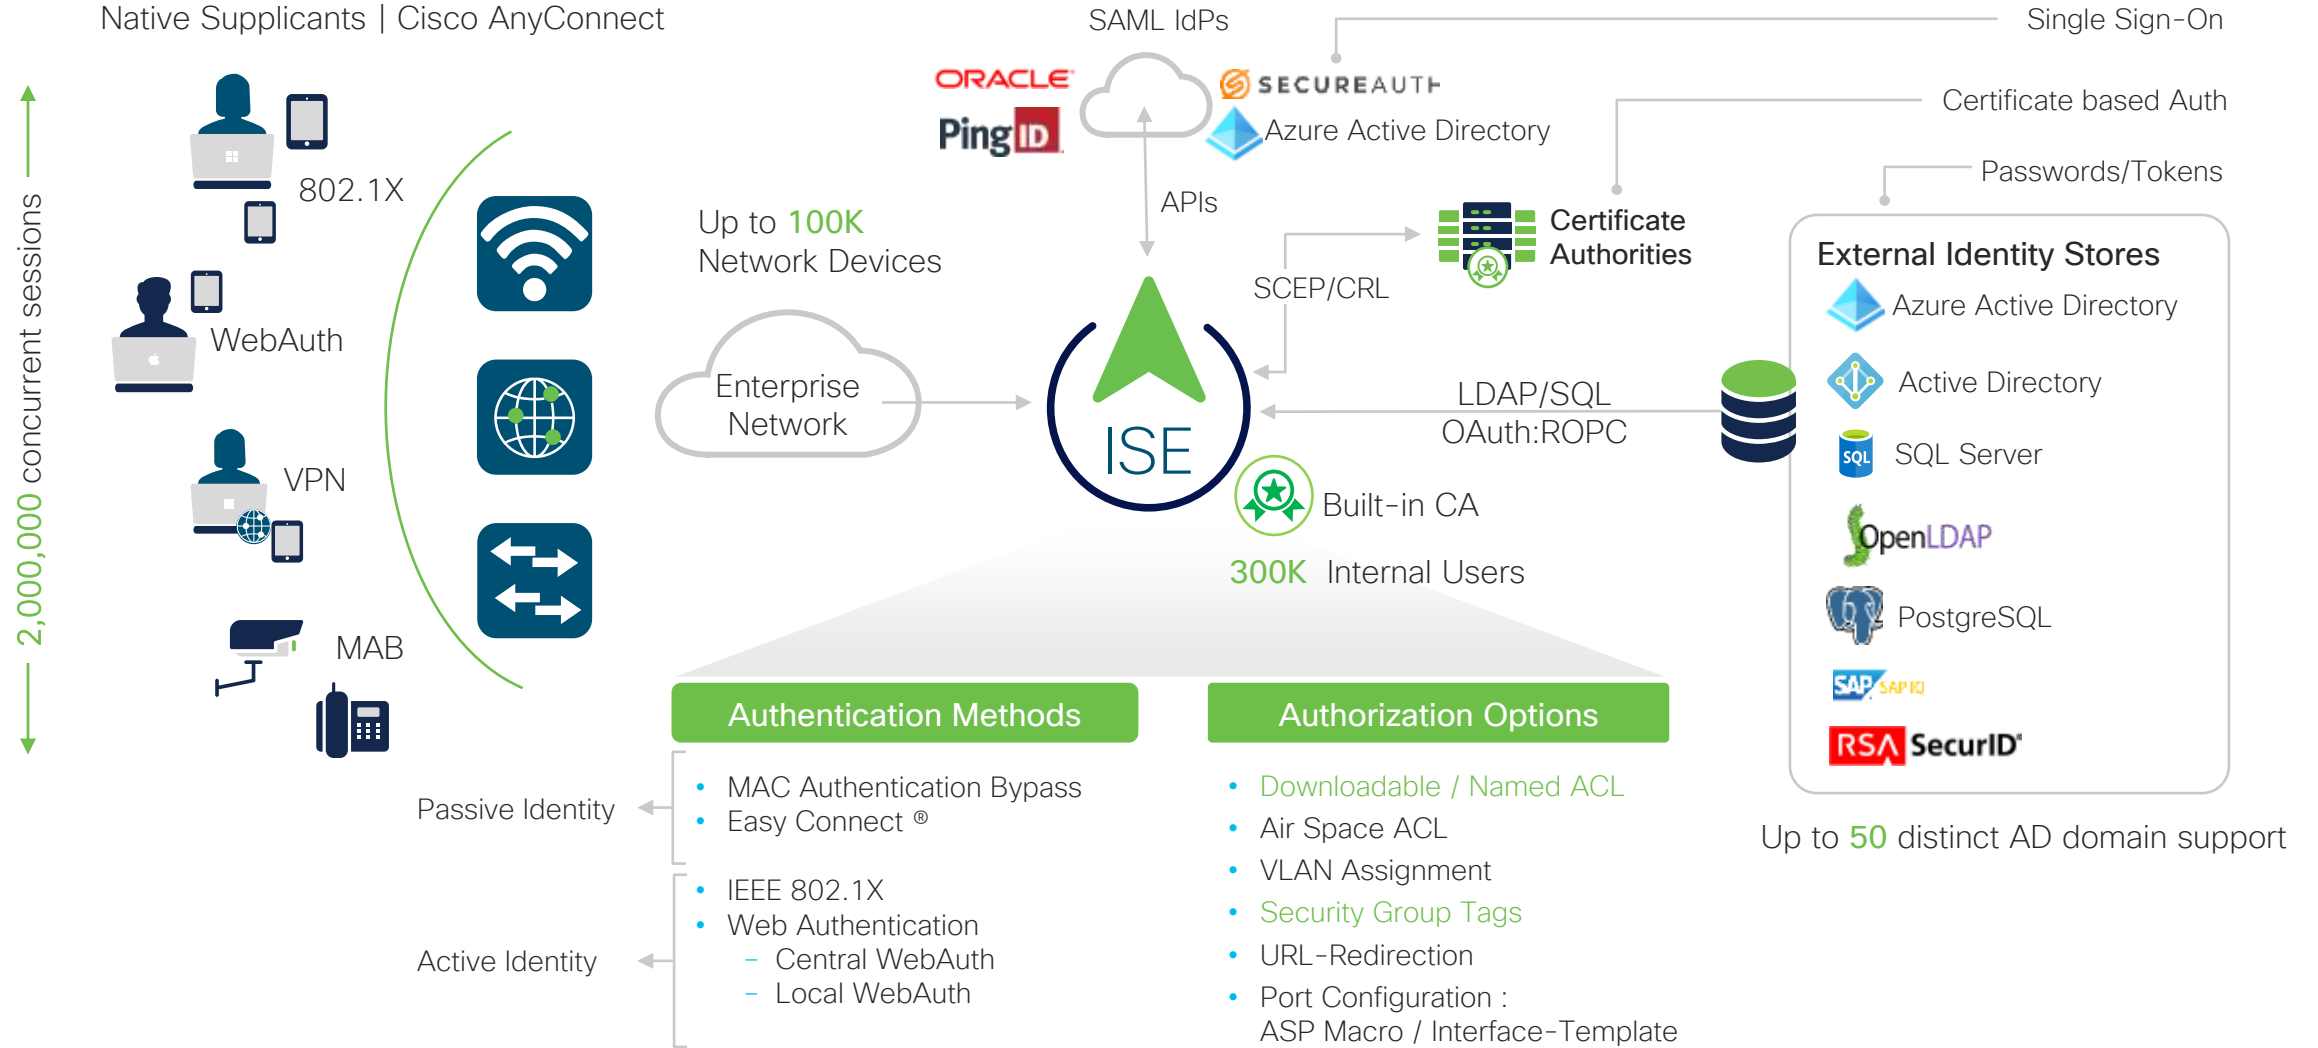 Native Supplicants | Cisco AnyConnect
2,000,000 concurrent sessions
802.1X
WebAuth
VPN
MAB
Up to 100K
Network Devices
Enterprise
Network
SAML IdPs
ORACLE
PingID
SECUREAUTH
Azure Active Directory
APIs
Single Sign-On
Certificate based Auth
Passwords/Tokens
Certificate
Authorities
SCEP/CRL
ISE
LDAP/SQL
OAuth:ROPC
Built-in CA
300K Internal Users
External Identity Stores
Azure Active Directory
Active Directory
SQL
SQL Server
OpenLDAP
PostgreSQL
SAP SAP IQ
RSA SecurID
Up to 50 distinct AD domain support
Authentication Methods
Passive Identity
• MAC Authentication Bypass
• Easy Connect ®
Active Identity
• IEEE 802.1X
• Web Authentication
– Central WebAuth
– Local WebAuth
Authorization Options
• Downloadable / Named ACL
• Air Space ACL
• VLAN Assignment
• Security Group Tags
• URL-Redirection
• Port Configuration :
ASP Macro / Interface-Template